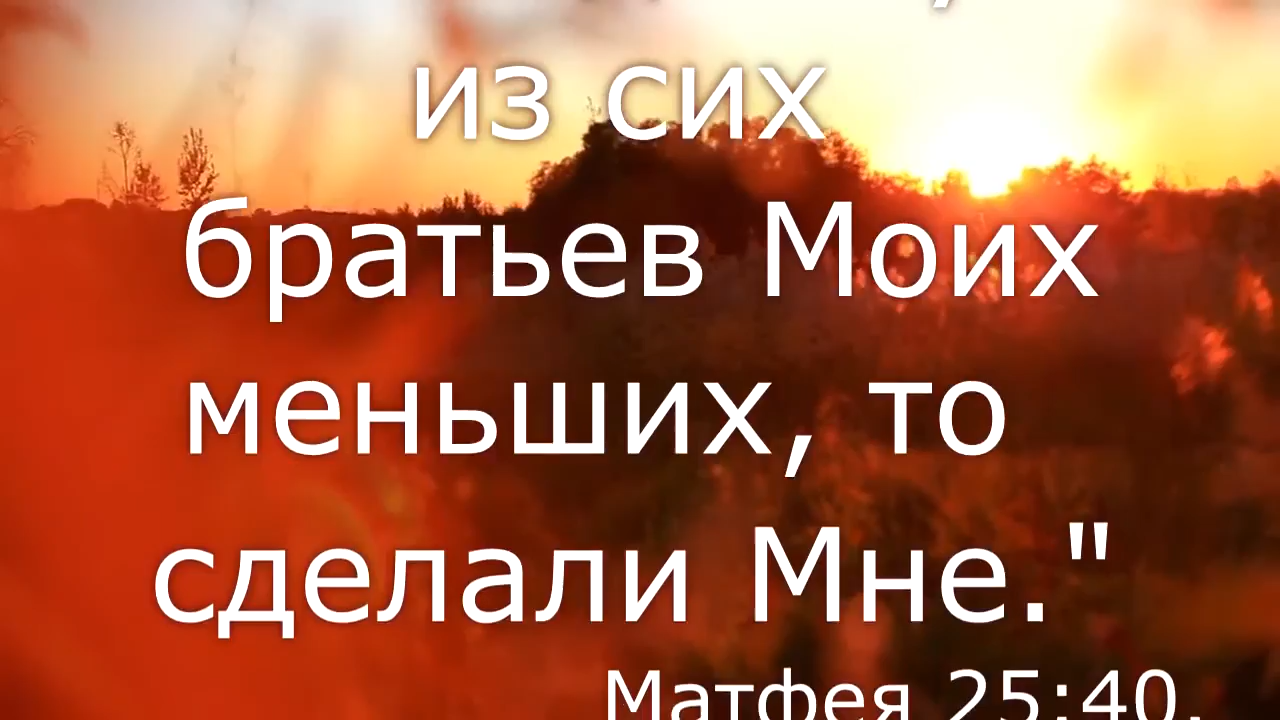 из сих
братьев Моих
меньших, то
сделали Мне."
Матфея 25:40.